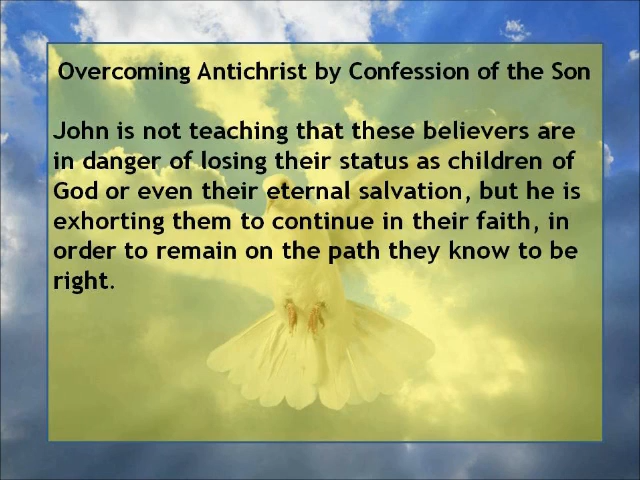 Overcoming Antichrist by Confession of the Son
John is not teaching that these believers are
in danger of losing their status as children of
God or even their eternal salvation, but he is
exhorting them to continue in their faith, in
order to remain on the path they know to be
right.